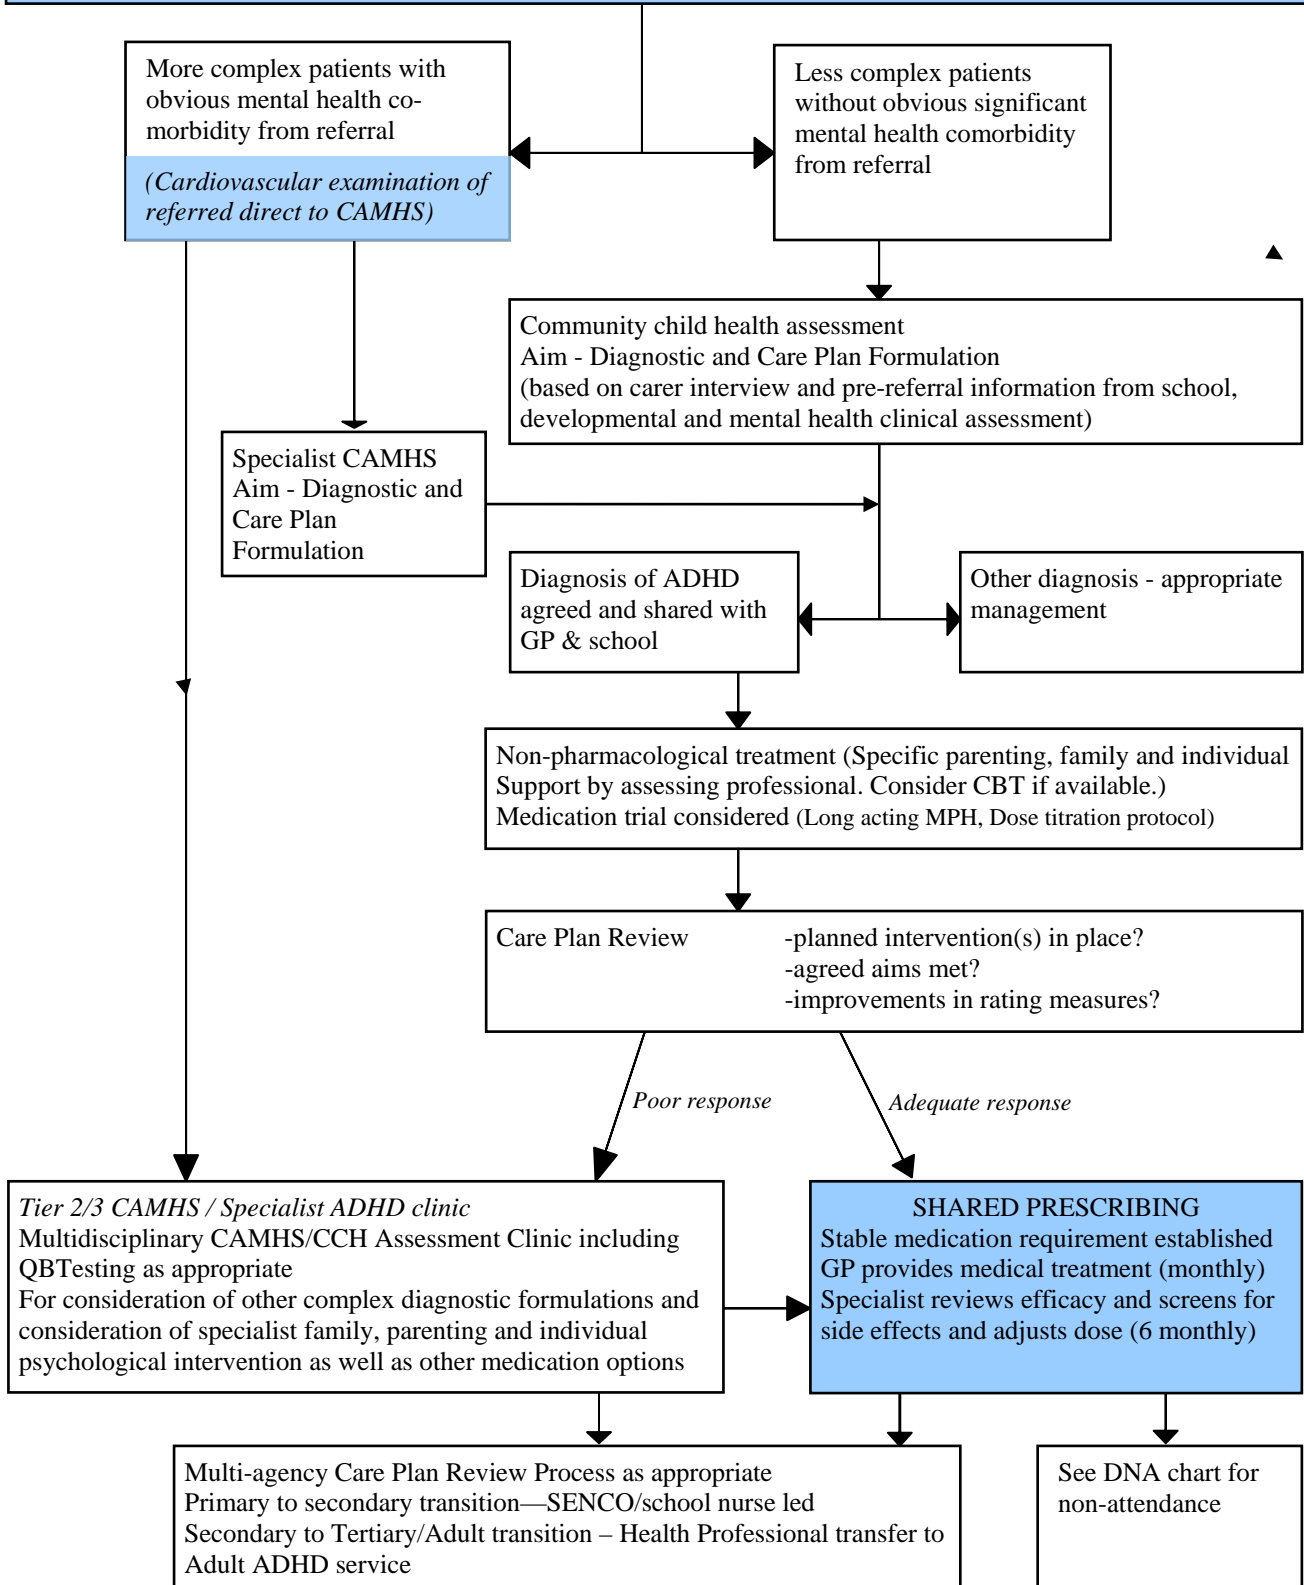 More complex patients with
obvious mental health co-
morbidity from referral
(Cardiovascular examination of
referred direct to CAMHS)
Less complex patients
without obvious significant
mental health comorbidity
from referral
Community child health assessment
Aim - Diagnostic and Care Plan Formulation
(based on carer interview and pre-referral information from school,
developmental and mental health clinical assessment)
Specialist CAMHS
Aim - Diagnostic and
Care Plan
Formulation
Diagnosis of ADHD
agreed and shared with
GP & school
Other diagnosis - appropriate
management
Non-pharmacological treatment (Specific parenting, family and individual
Support by assessing professional. Consider CBT if available.)
Medication trial considered (Long acting MPH, Dose titration protocol)
Care Plan Review -planned intervention(s) in place?
-agreed aims met?
-improvements in rating measures?
Poor response
Adequate response
Tier 2/3 CAMHS / Specialist ADHD clinic
Multidisciplinary CAMHS/CCH Assessment Clinic including
QBTesting as appropriate
For consideration of other complex diagnostic formulations and
consideration of specialist family, parenting and individual
psychological intervention as well as other medication options
SHARED PRESCRIBING
Stable medication requirement established
GP provides medical treatment (monthly)
Specialist reviews efficacy and screens for
side effects and adjusts dose (6 monthly)
Multi-agency Care Plan Review Process as appropriate
Primary to secondary transition—SENCO/school nurse led
Secondary to Tertiary/Adult transition – Health Professional transfer to
Adult ADHD service
See DNA chart for
non-attendance